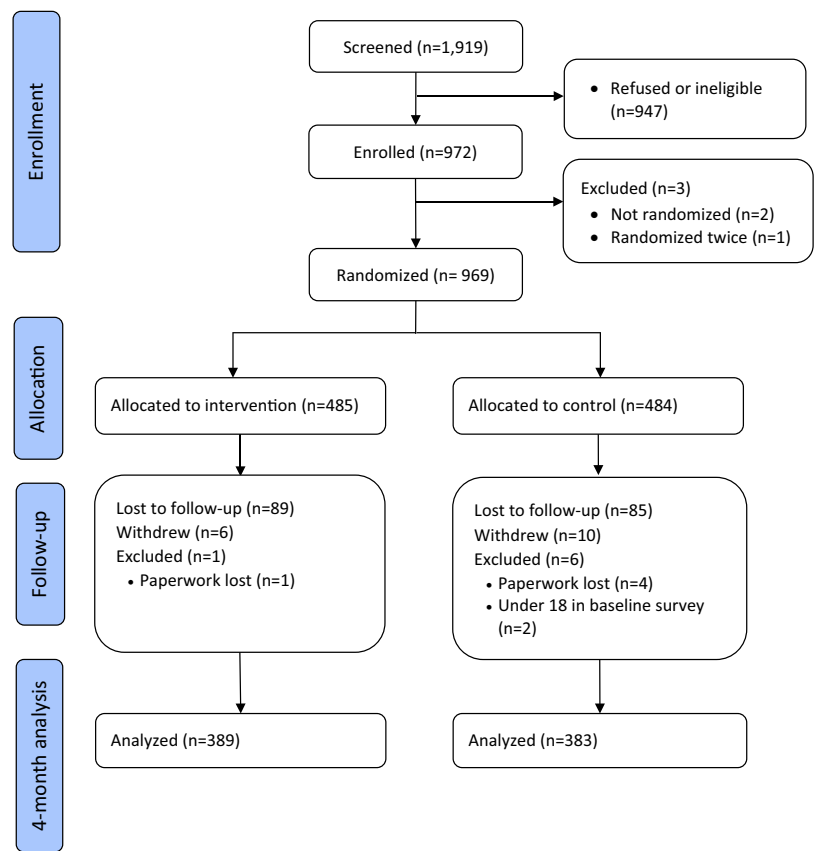 Enrollment
Screened (n=1,919)
• Refused or ineligible
(n=947)
Enrolled (n=972)
Excluded (n=3)
• Not randomized (n=2)
• Randomized twice (n=1)
Randomized (n= 969)
Allocation
Allocated to intervention (n=485)
Allocated to control (n=484)
Follow-up
Lost to follow-up (n=89)
Withdrew (n=6)
Excluded (n=1)
• Paperwork lost (n=1)
Lost to follow-up (n=85)
Withdrew (n=10)
Excluded (n=6)
• Paperwork lost (n=4)
• Under 18 in baseline survey
(n=2)
4-month analysis
Analyzed (n=389)
Analyzed (n=383)